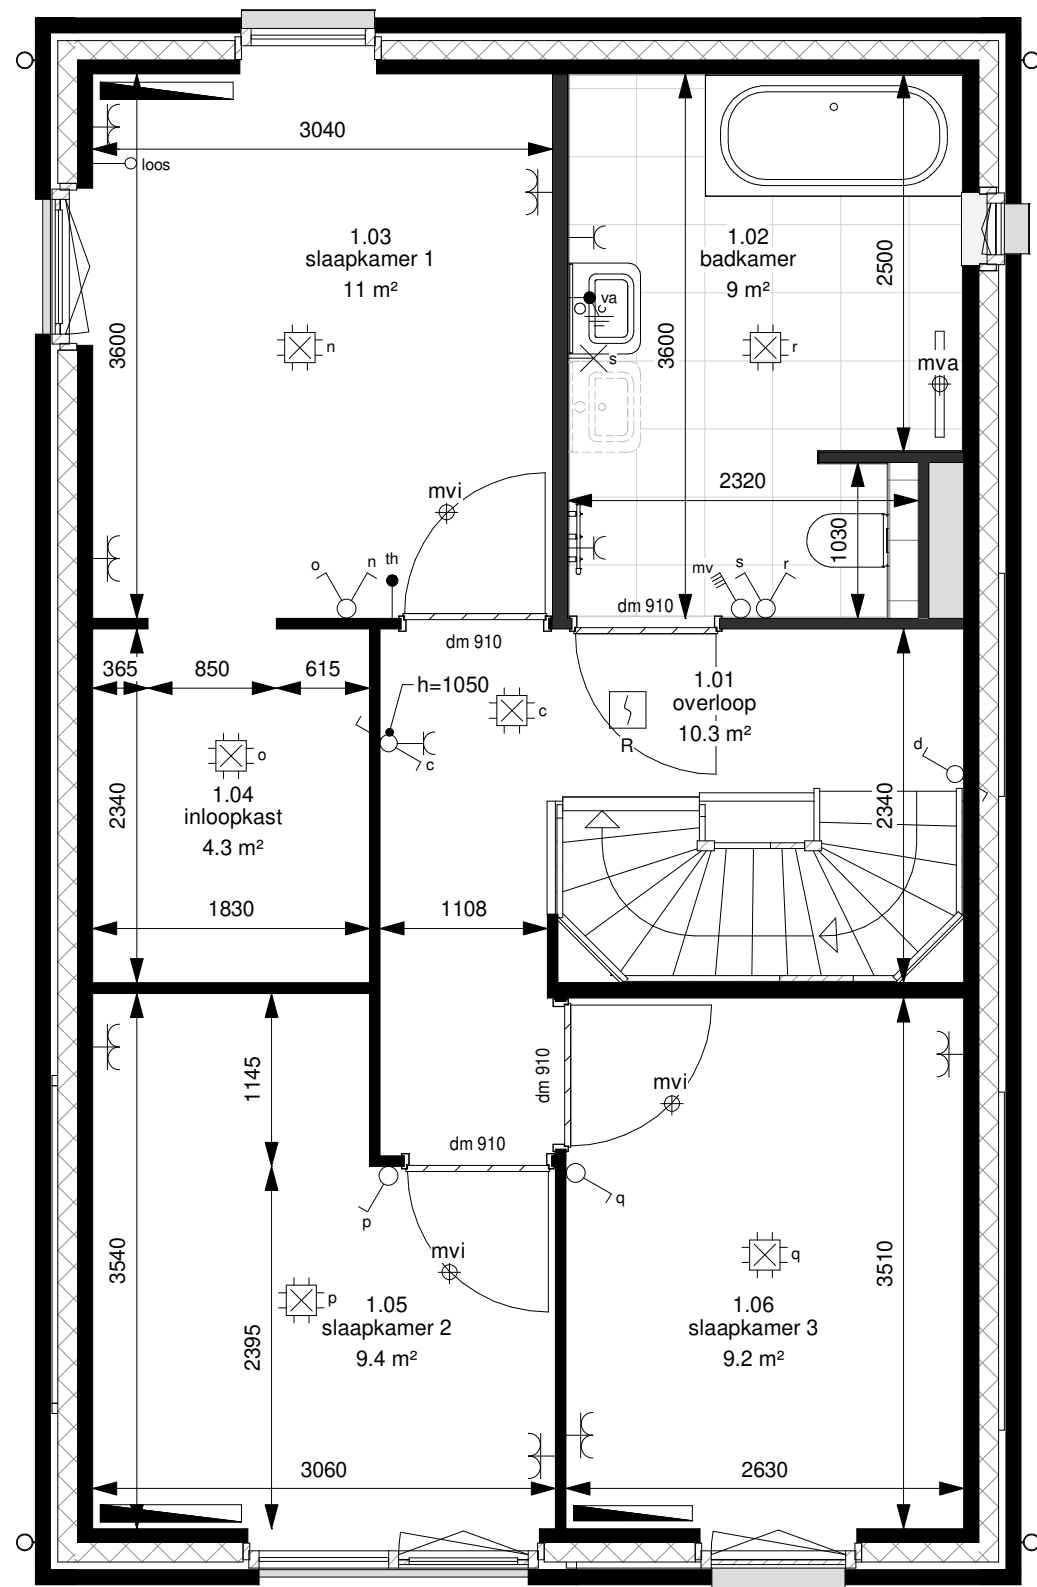 3040
loos
1.03
slaapkamer 1
11 m²
3600
n
mvi
o
n
th
dm 910
1.02
badkamer
9 m²
2500
va
c
s
3600
r
mva
2320
1030
mv
s
r
dm 910
365
850
615
h=1050
c
c
1.01
overloop
10.3 m²
R
d
o
1.04
inloopkast
4.3 m²
2340
2340
1830
1108
1145
dm 910
mvi
dm 910
p
q
3540
mvi
p
1.05
slaapkamer 2
9.4 m²
2395
q
1.06
slaapkamer 3
9.2 m²
3510
3060
2630